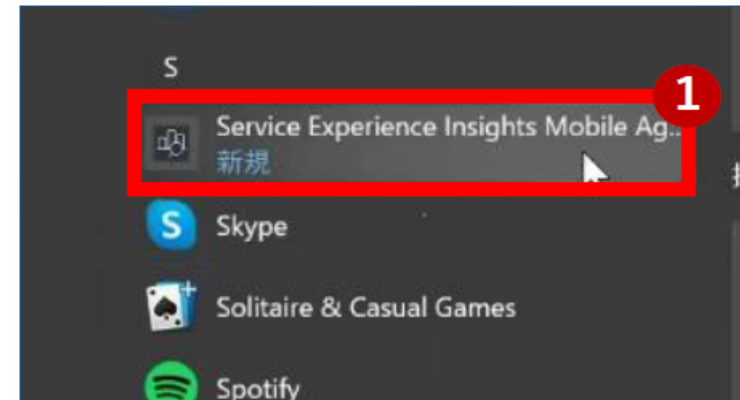 S
1
Service Experience Insights Mobile Ag...
新規
S
Skype
Solitaire & Casual Games
Spotify